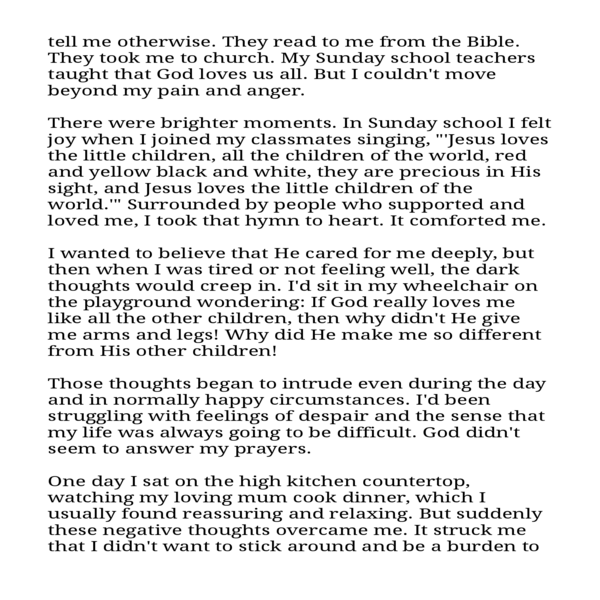 tell me otherwise. They read to me from the Bible.
They took me to church. My Sunday school teachers
taught that God loves us all. But I couldn't move
beyond my pain and anger.
There were brighter moments. In Sunday school I felt
joy when I joined my classmates singing, "'Jesus loves
the little children, all the children of the world, red
and yellow black and white, they are precious in His
sight, and Jesus loves the little children of the
world.'" Surrounded by people who supported and
loved me, I took that hymn to heart. It comforted me.
I wanted to believe that He cared for me deeply, but
then when I was tired or not feeling well, the dark
thoughts would creep in. I'd sit in my wheelchair on
the playground wondering: If God really loves me
like all the other children, then why didn't He give
me arms and legs! Why did He make me so different
from His other children!
Those thoughts began to intrude even during the day
and in normally happy circumstances. I'd been
struggling with feelings of despair and the sense that
my life was always going to be difficult. God didn't
seem to answer my prayers.
One day I sat on the high kitchen countertop,
watching my loving mum cook dinner, which I
usually found reassuring and relaxing. But suddenly
these negative thoughts overcame me. It struck me
that I didn't want to stick around and be a burden to